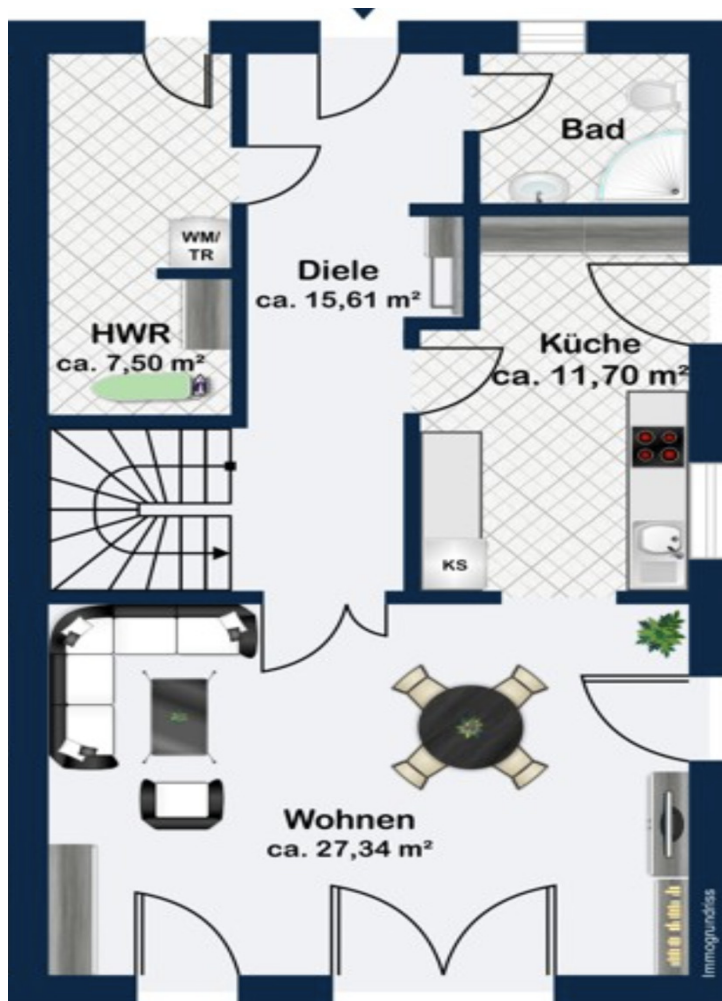 Bad
WM/
TR
Diele
ca. 15,61 m²
HWR
ca. 7,50 m²
Küche
ca. 11,70 m²
KS
Wohnen
ca. 27,34 m²
Immogrundriss